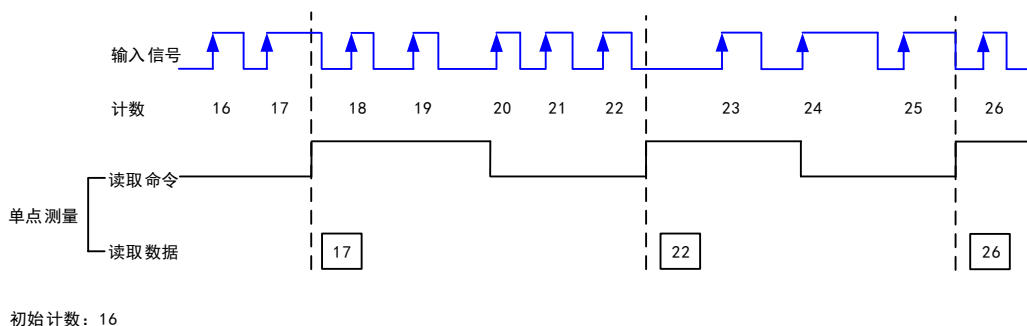 输入信号
计数 16 17 18 19 20 21 22 23 24 25 26
读取命令
单点测量
读取数据 17 22 26
初始计数: 16